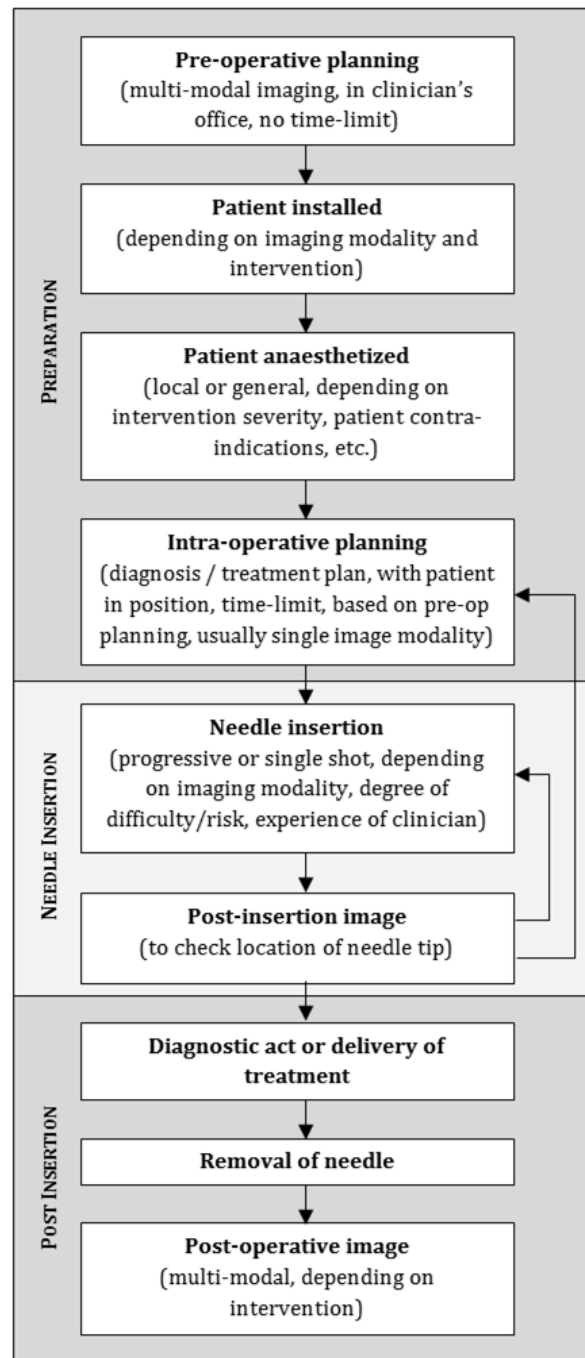 Pre-operative planning
(multi-modal imaging, in clinician's
office, no time-limit)
Patient installed
(depending on imaging modality and
intervention)
Patient anaesthetized
(local or general, depending on
intervention severity, patient contra-
indications, etc.)
Intra-operative planning
(diagnosis / treatment plan, with patient
in position, time-limit, based on pre-op
planning, usually single image modality)
PREPARATION
Needle insertion
(progressive or single shot, depending
on imaging modality, degree of
difficulty/risk, experience of clinician)
Post-insertion image
(to check location of needle tip)
NEEDLE INSERTION
Diagnostic act or delivery of
treatment
Removal of needle
Post-operative image
(multi-modal, depending on
intervention)
POST INSERTION